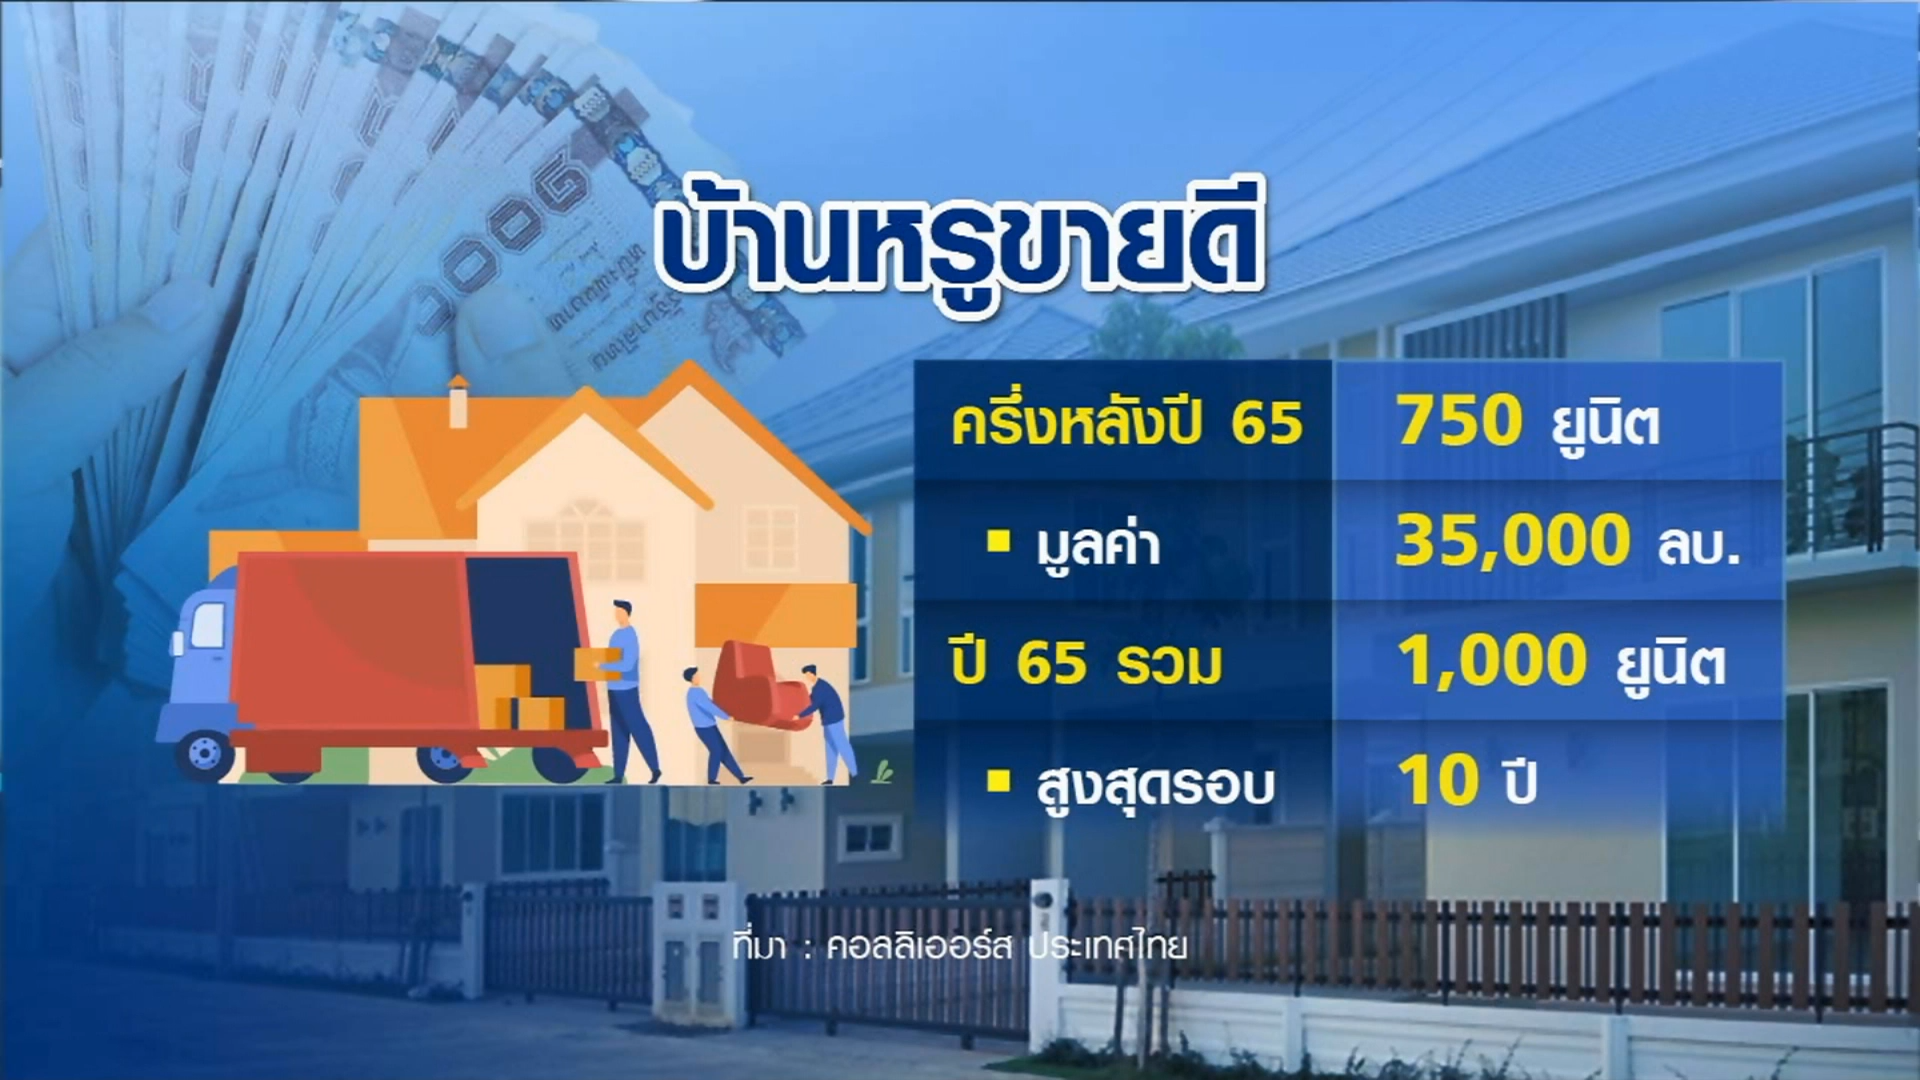 บ้านหรูขายดี
ครึ่งหลังปี 65 750 ยูนิต
▪ มูลค่า 35,000 ลบ.
ปี 65 รวม 1,000 ยูนิต
▪ สูงสุดรอบ 10 ปี
ที่มา : คอลลิเออร์ส ประเทศไทย